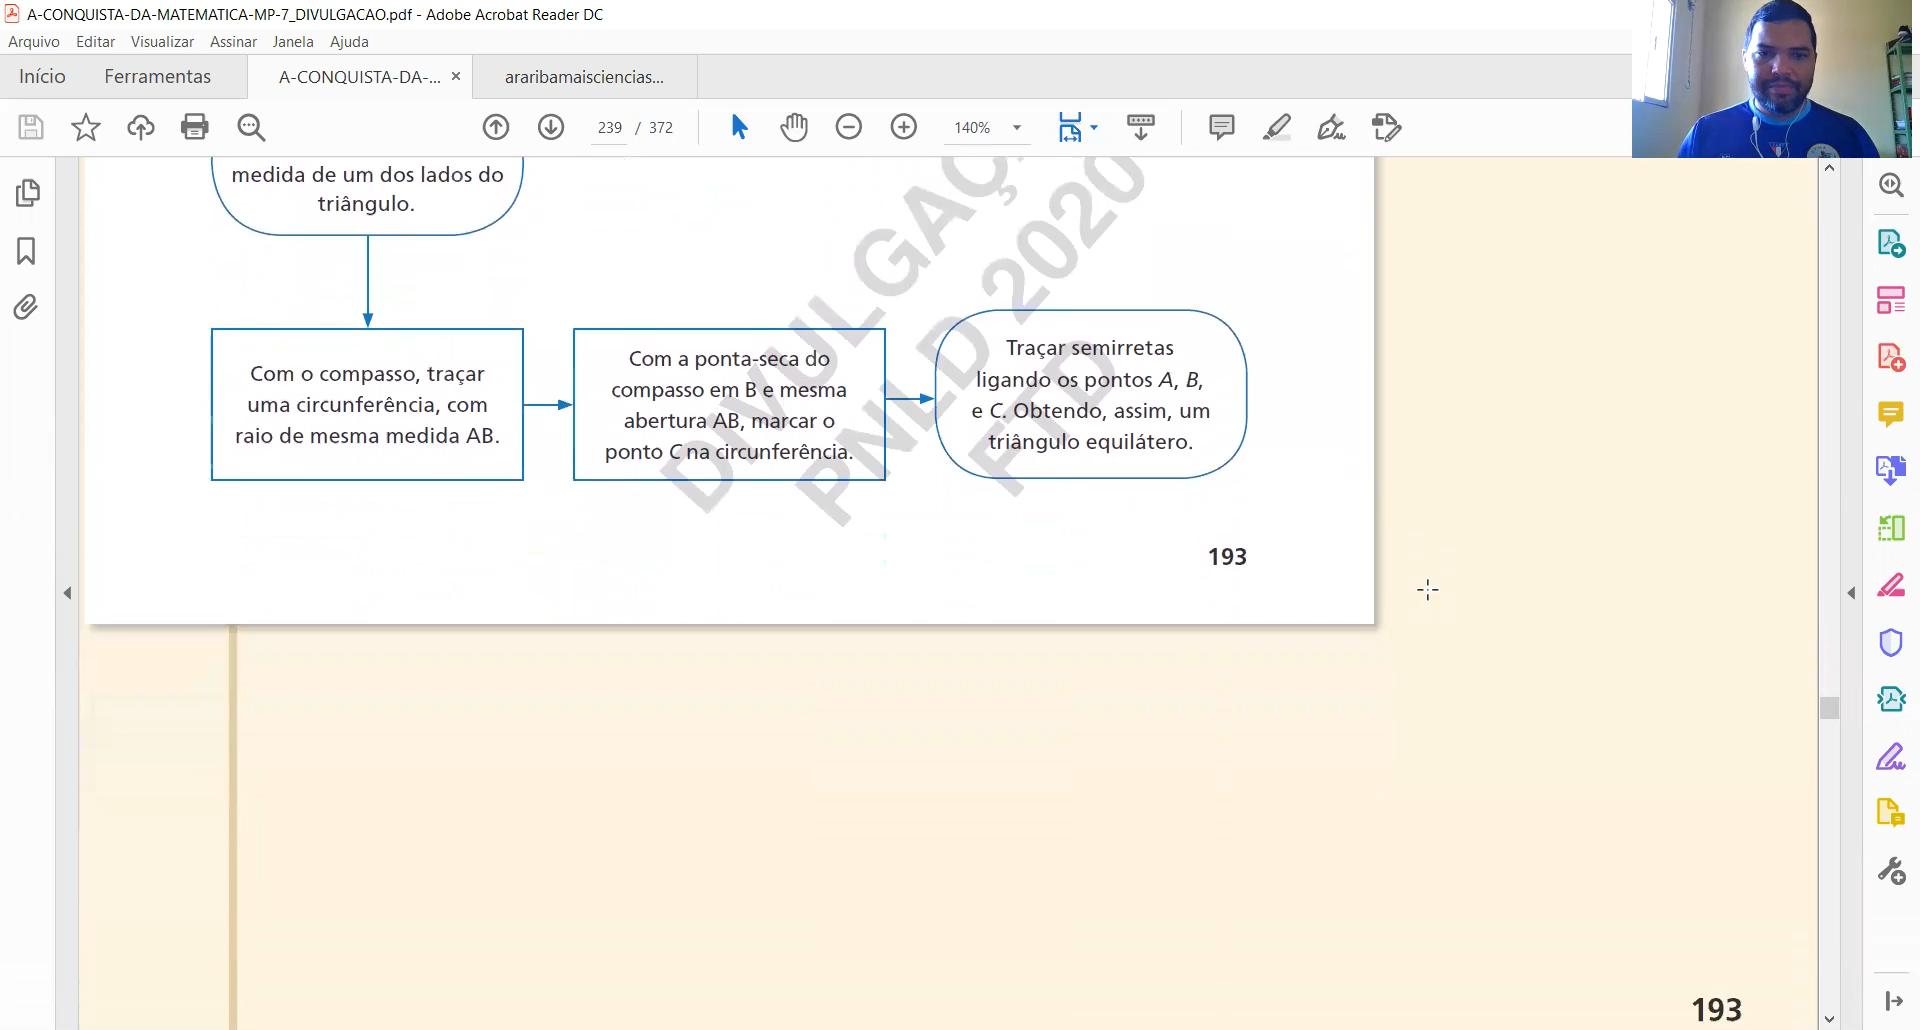 A-CONQUISTA-DA-MATEMATICA-MP-7_DIVULGACAO.pdf - Adobe Acrobat Reader DC
Arquivo Editar Visualizar Assinar Janela Ajuda
Início Ferramentas A-CONQUISTA-DA-... × araribamaisciencias...
239 / 372 140%
medida de um dos lados do
triângulo.
Com o compasso, traçar
uma circunferência, com
raio de mesma medida AB.
Com a ponta-seca do
compasso em B e mesma
abertura AB, marcar o
ponto C na circunferência.
Traçar semirretas
ligando os pontos A, B,
e C. Obtendo, assim, um
triângulo equilátero.
DIVULGAÇ
PNLD 2020
FTD
193
193